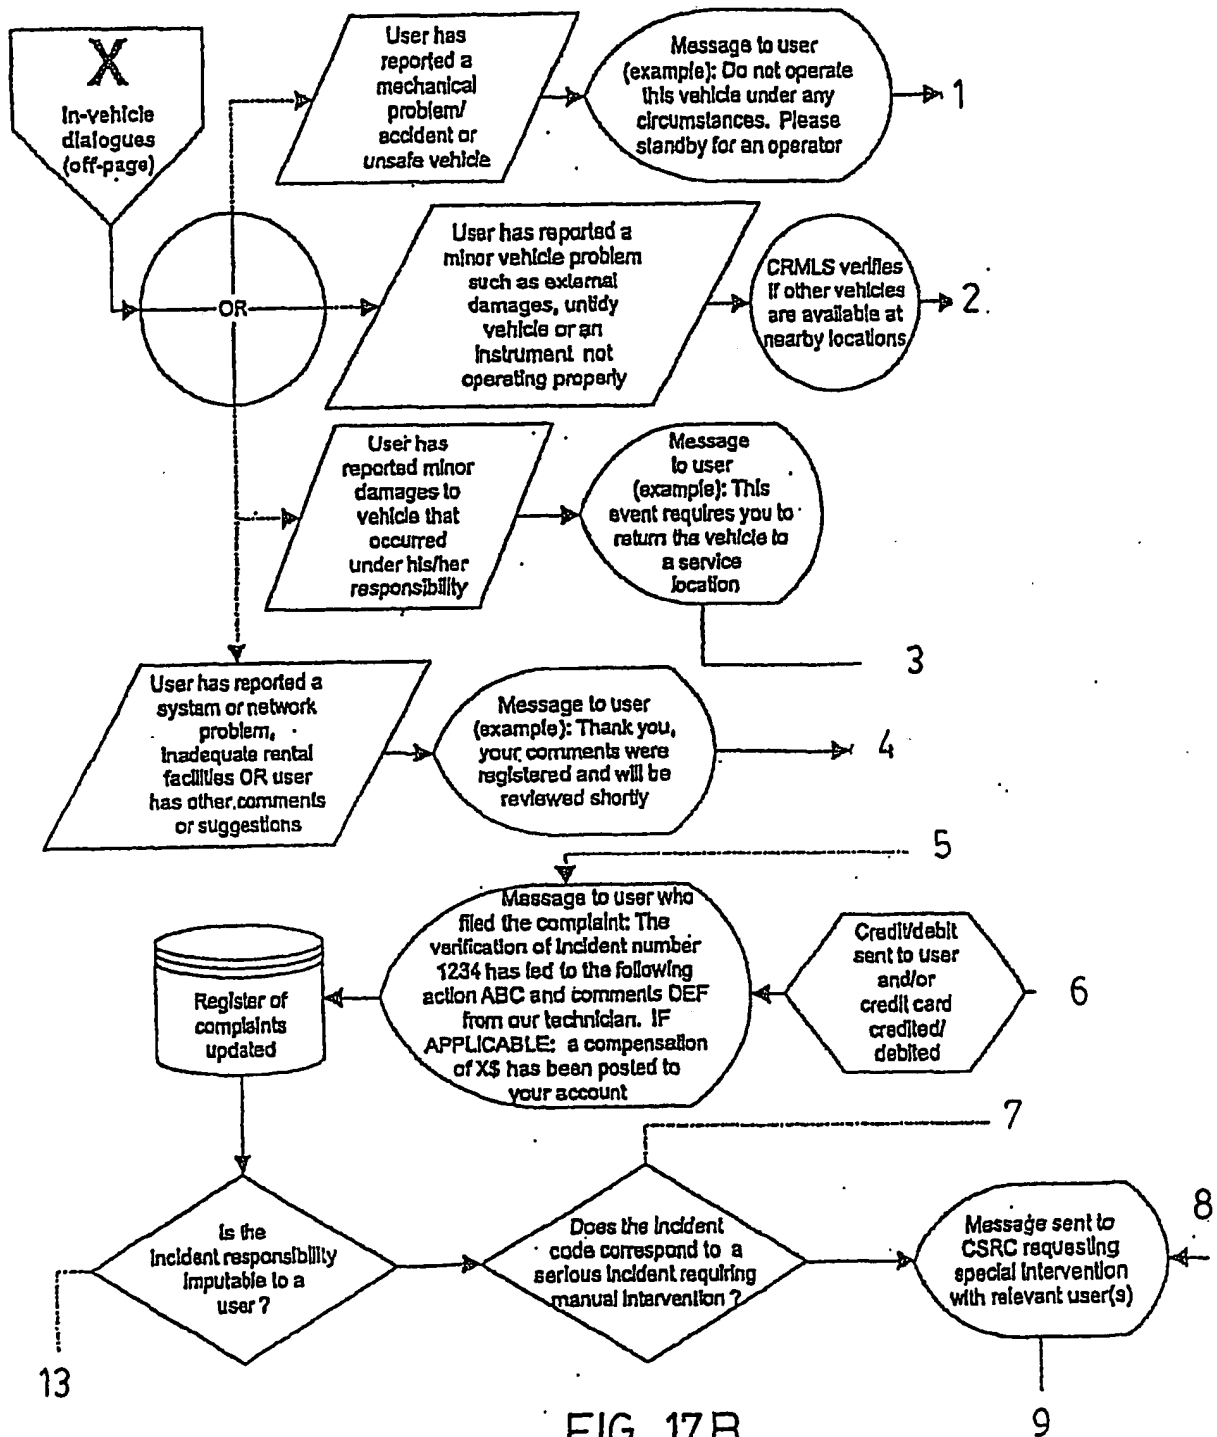 X
In-vehicle
dialogues
(off-page)
User has
reported a
mechanical
problem/
accident or
unsafe vehicle
Message to user
(example): Do not operate
this vehicle under any
circumstances. Please
standby for an operator
1
OR
User has reported a
minor vehicle problem
such as external
damages, untidy
vehicle or an
instrument not
operating properly
CRMLS verifies
if other vehicles
are available at
nearby locations
2
User has
reported minor
damages to
vehicle that
occurred
under his/her
responsibility
Message
to user
(example): This
event requires you to
return the vehicle to
a service
location
3
User has reported a
system or network
problem,
inadequate rental
facilities OR user
has other comments
or suggestions
Message to user
(example): Thank you,
your comments were
registered and will be
reviewed shortly
4
5
Register of
complaints
updated
Message to user who
filed the complaint: The
verification of incident number
1234 has led to the following
action ABC and comments DEF
from our technician. IF
APPLICABLE: a compensation
of X$ has been posted to
your account
Credit/debit
sent to user
and/or
credit card
credited/
debited
6
7
Is the
incident responsibility
imputable to a
user ?
Does the incident
code correspond to a
serious incident requiring
manual intervention ?
Message sent to
CSRC requesting
special intervention
with relevant user(s)
8
13
9
FIG. 17B